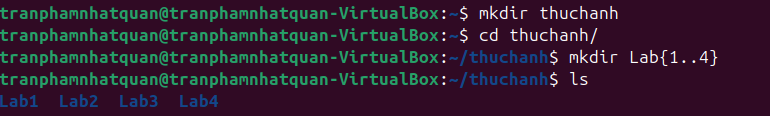 tranphamnhatquan@tranphamnhatquan-VirtualBox:~$ mkdir thuchanh
tranphamnhatquan@tranphamnhatquan-VirtualBox:~$ cd thuchanh/
tranphamnhatquan@tranphamnhatquan-VirtualBox:~/thuchanh$ mkdir Lab{1..4}
tranphamnhatquan@tranphamnhatquan-VirtualBox:~/thuchanh$ ls
Lab1  Lab2  Lab3  Lab4